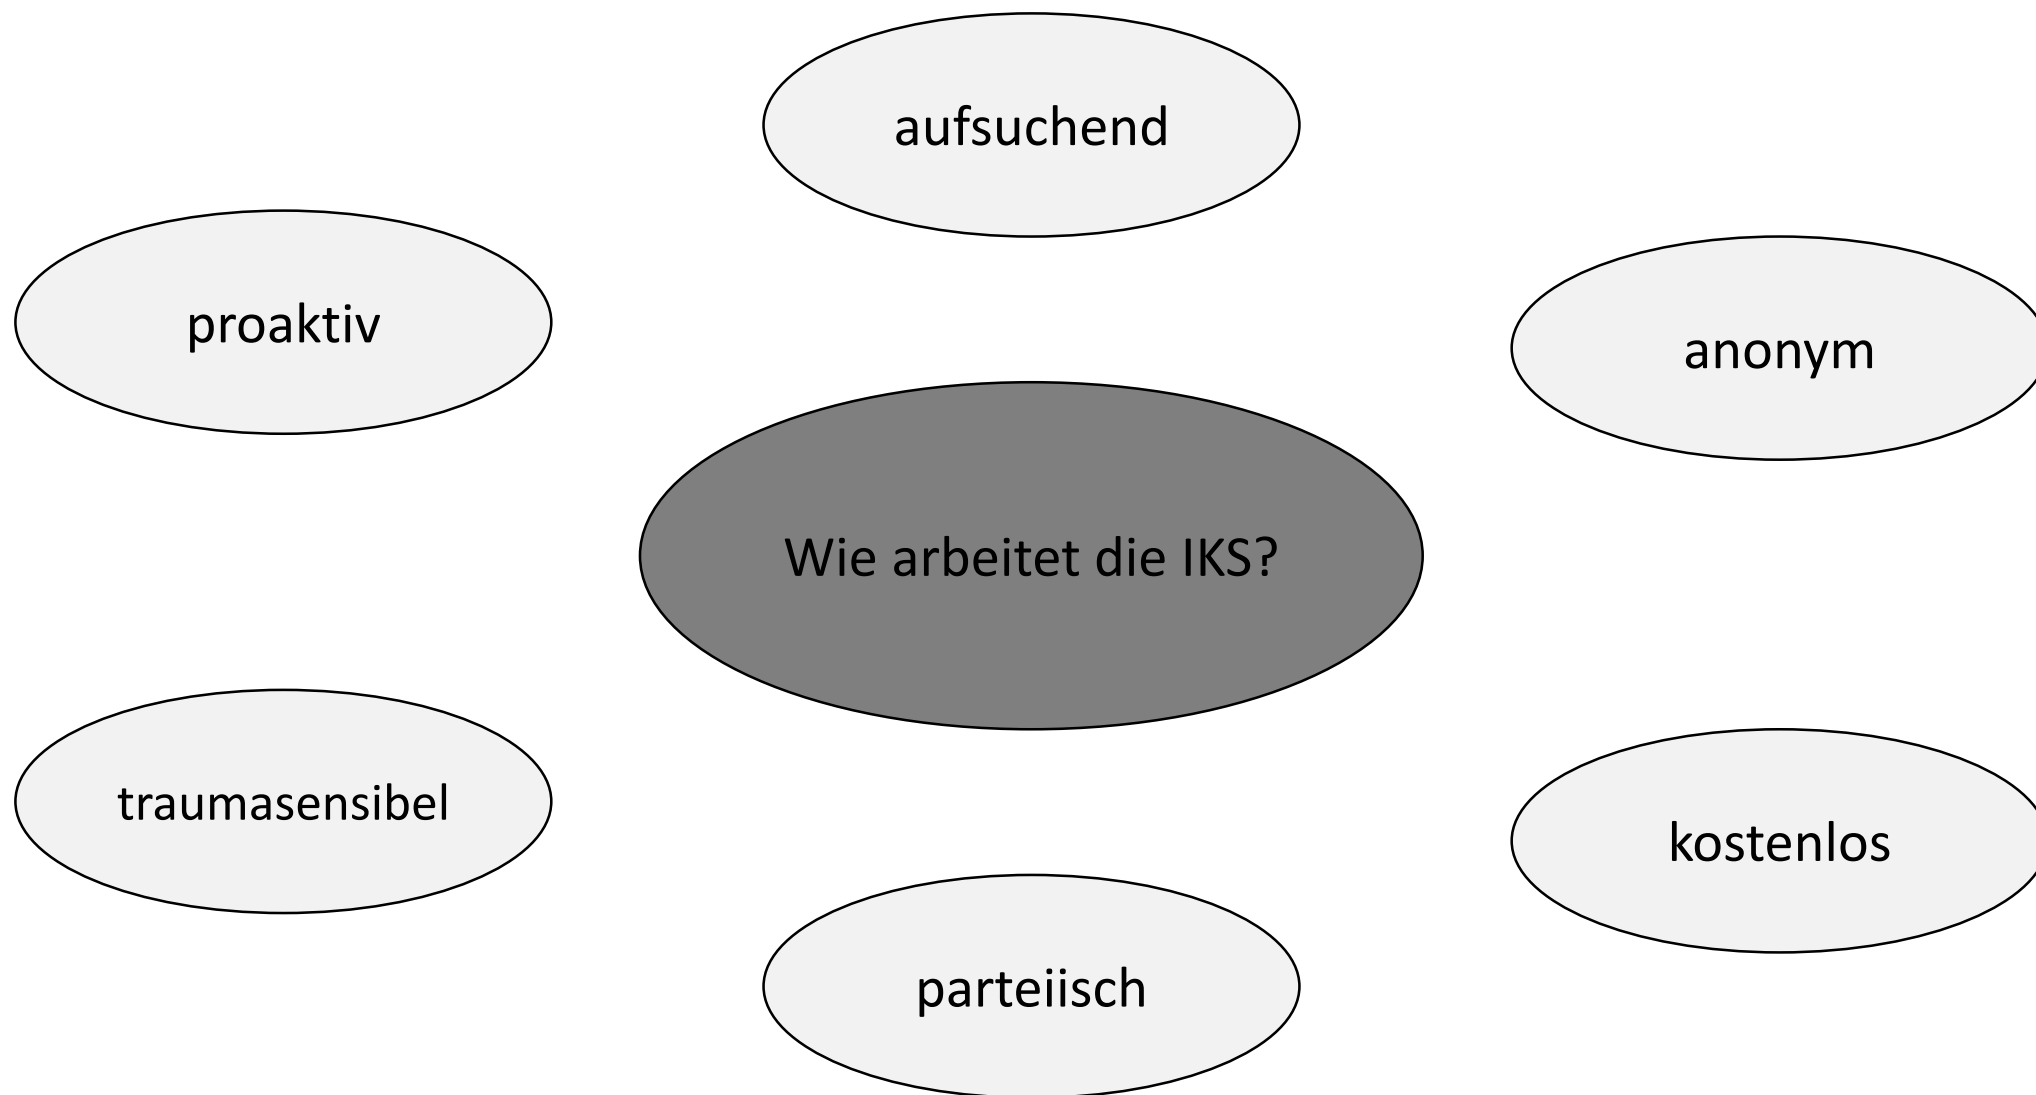 aufsuchend
proaktiv
anonym
Wie arbeitet die IKS?
traumasensibel
kostenlos
parteiisch